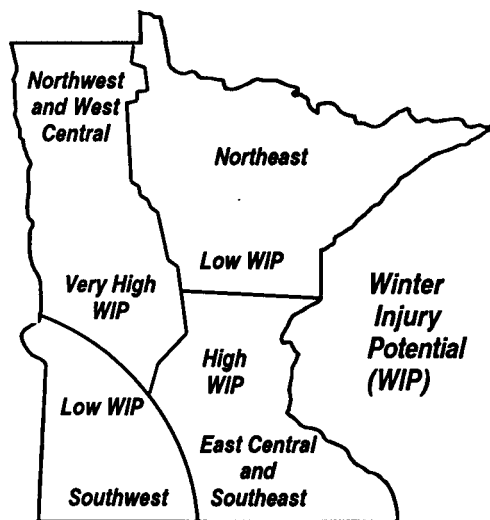 Northwest
and West
Central
Northeast
Low WIP
Very High
WIP
Winter
Injury
Potential
(WIP)
High
WIP
Low WIP
East Central
and
Southeast
Southwest